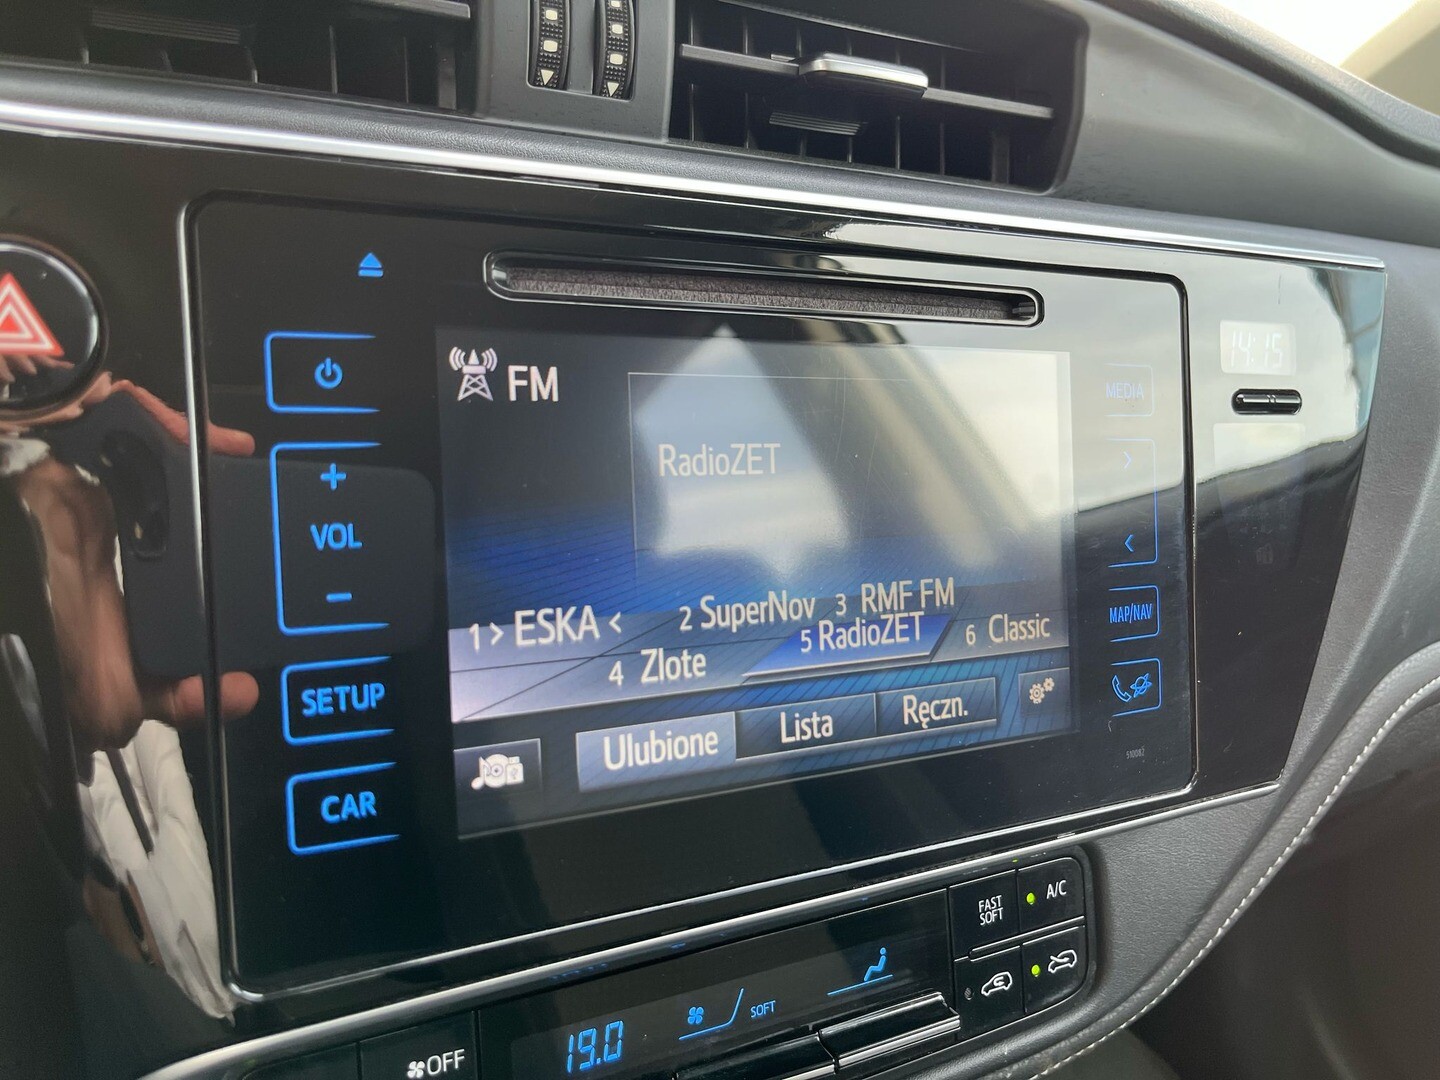 14:15
FM
MEDIA
RadioZET
VOL
1 > ESKA < 2 SuperNov 3 RMF FM
4 Zlote 5 RadioZET 6 Classic
MAP/NAV
SETUP
Ulubione Lista Ręczn.
510082
CAR
FAST SOFT A/C
SOFT
19.0
OFF